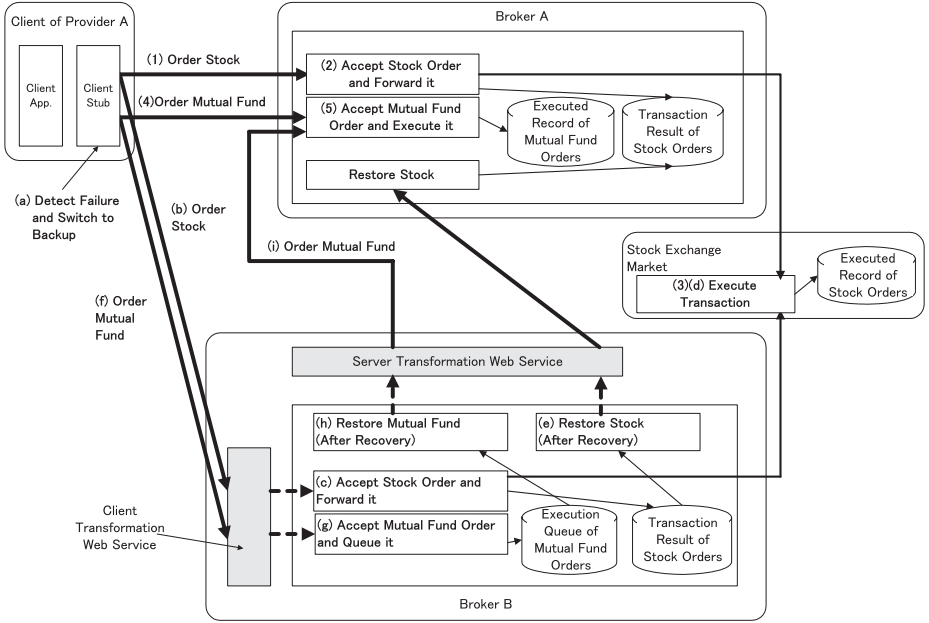 Client of Provider A
Client
App.
Client
Stub
(a) Detect Failure
and Switch to
Backup
(1) Order Stock
(4)Order Mutual Fund
(b) Order
Stock
(f) Order
Mutual
Fund
(i) Order Mutual Fund
Broker A
(2) Accept Stock Order
and Forward it
(5) Accept Mutual Fund
Order and Execute it
Restore Stock
Executed
Record of
Mutual Fund
Orders
Transaction
Result of
Stock Orders
Stock Exchange
Market
(3)(d) Execute
Transaction
Executed
Record of
Stock Orders
Server Transformation Web Service
(h) Restore Mutual Fund
(After Recovery)
(e) Restore Stock
(After Recovery)
(c) Accept Stock Order and
Forward it
(g) Accept Mutual Fund Order
and Queue it
Execution
Queue of
Mutual Fund
Orders
Transaction
Result of
Stock Orders
Client
Transformation
Web Service
Broker B